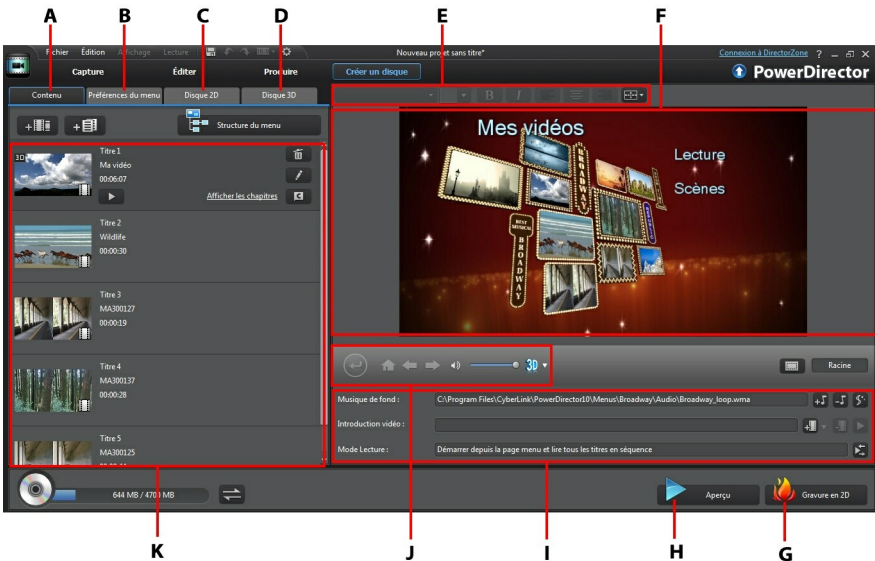 A B C D E F
Fichier Édition Affichage Lecture Nouveau projet sans titre* Connexion à DirectorZone ?
Capture Éditer Produire Créer un disque PowerDirector
Contenu Préférences du menu Disque 2D Disque 3D B I
Structure du menu
3D
Titre 1
Ma vidéo
00:06:07
Afficher les chapitres
Titre 2
Wildlife
00:00:30
Titre 3
MA300127
00:00:19
Titre 4
MA300137
00:00:28
Titre 5
MA300125
Mes vidéos
Lecture
Scènes
BROADWAY
BEST
MUSICAL
BROADWAY
3D
Racine
Musique de fond : C:\Program Files\CyberLink\PowerDirector10\Menus\Broadway\Audio\Broadway_loop.wma
Introduction vidéo :
Mode Lecture : Démarrer depuis la page menu et lire tous les titres en séquence
644 MB / 4700 MB
Aperçu
Gravure en 2D
K J I H G